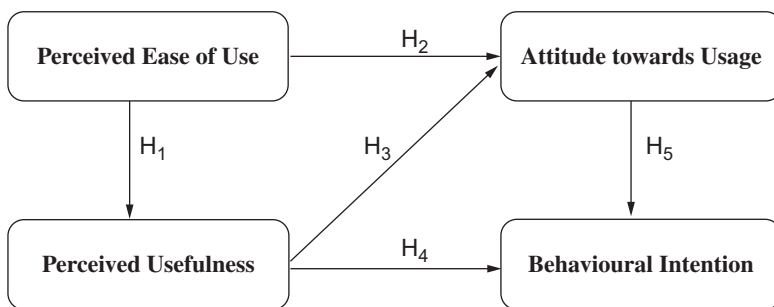 Perceived Ease of Use
H2
Attitude towards Usage
H1
H3
H5
Perceived Usefulness
H4
Behavioural Intention